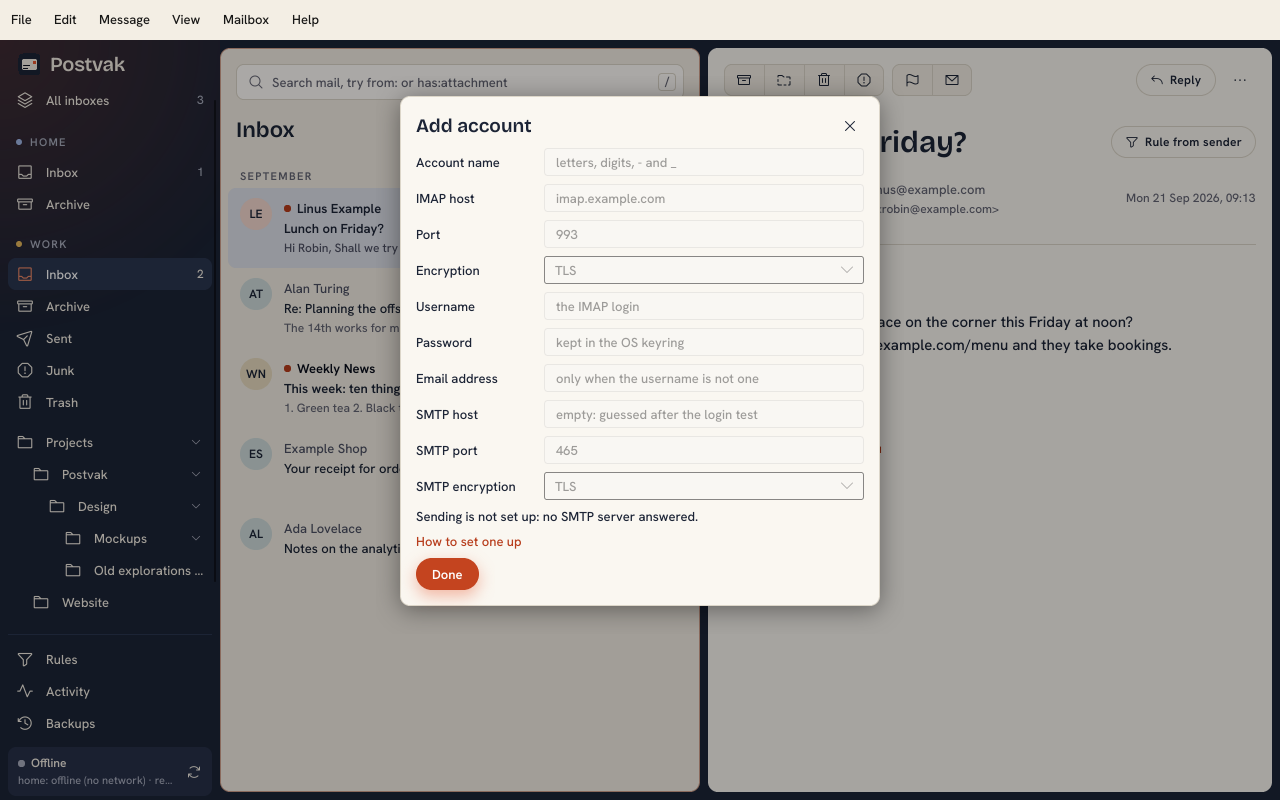 File Edit Message View Mailbox Help
Postvak
All inboxes 3
HOME
Inbox 1
Archive
WORK
Inbox 2
Archive
Sent
Junk
Trash
Projects
Postvak
Design
Mockups
Old explorations ...
Website
Rules
Activity
Backups
Offline
home: offline (no network) · re...
Search mail, try from: or has:attachment /
Inbox
SEPTEMBER
LE Linus Example
Lunch on Friday?
Hi Robin, Shall we try
AT Alan Turing
Re: Planning the offs
The 14th works for m
WN Weekly News
This week: ten thing
1. Green tea 2. Black
ES Example Shop
Your receipt for ord
AL Ada Lovelace
Notes on the analyti
Reply ...
riday?
Rule from sender
nus@example.com
robin@example.com>
Mon 21 Sep 2026, 09:13
ace on the corner this Friday at noon?
example.com/menu and they take bookings.
Add account
Account name letters, digits, - and _
IMAP host imap.example.com
Port 993
Encryption TLS
Username the IMAP login
Password kept in the OS keyring
Email address only when the username is not one
SMTP host empty: guessed after the login test
SMTP port 465
SMTP encryption TLS
Sending is not set up: no SMTP server answered.
How to set one up
Done